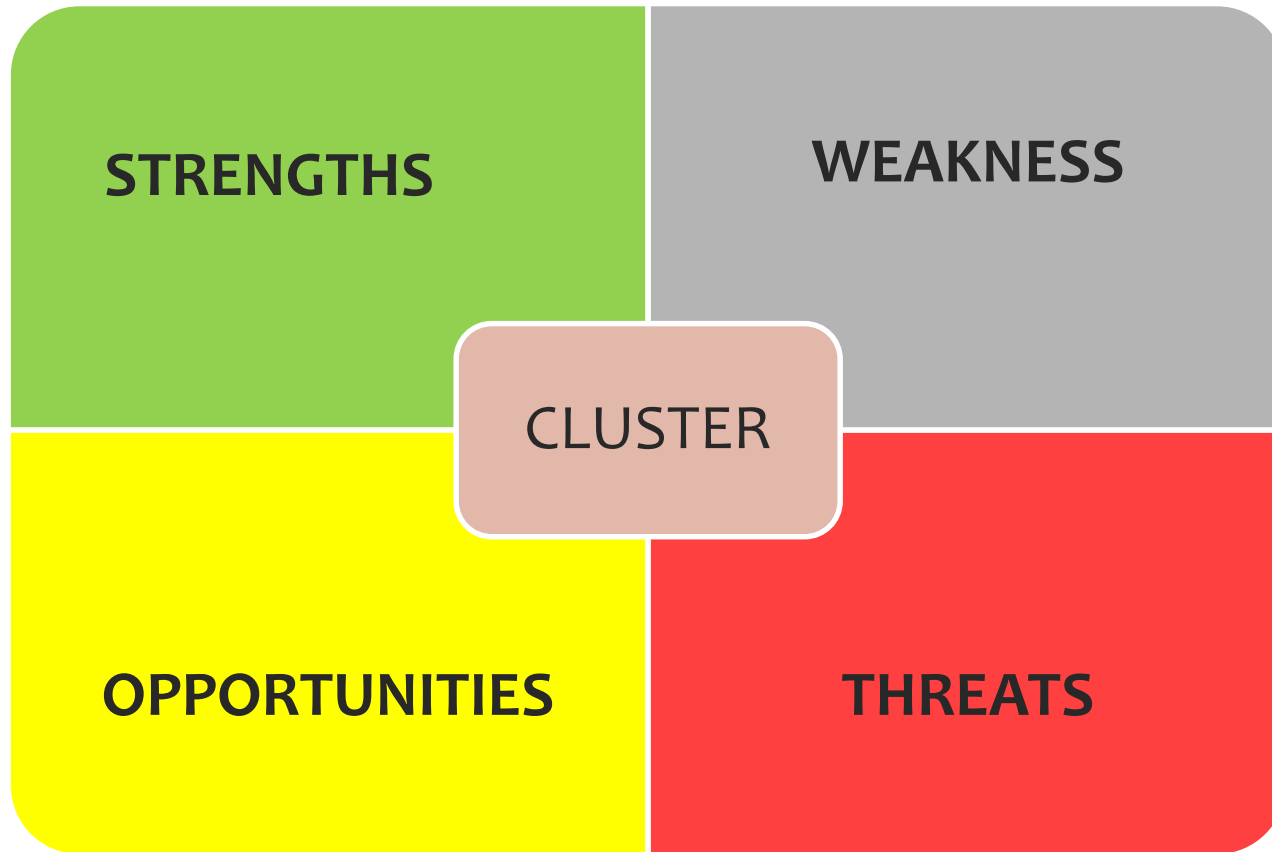 STRENGTHS
WEAKNESS
CLUSTER
OPPORTUNITIES
THREATS